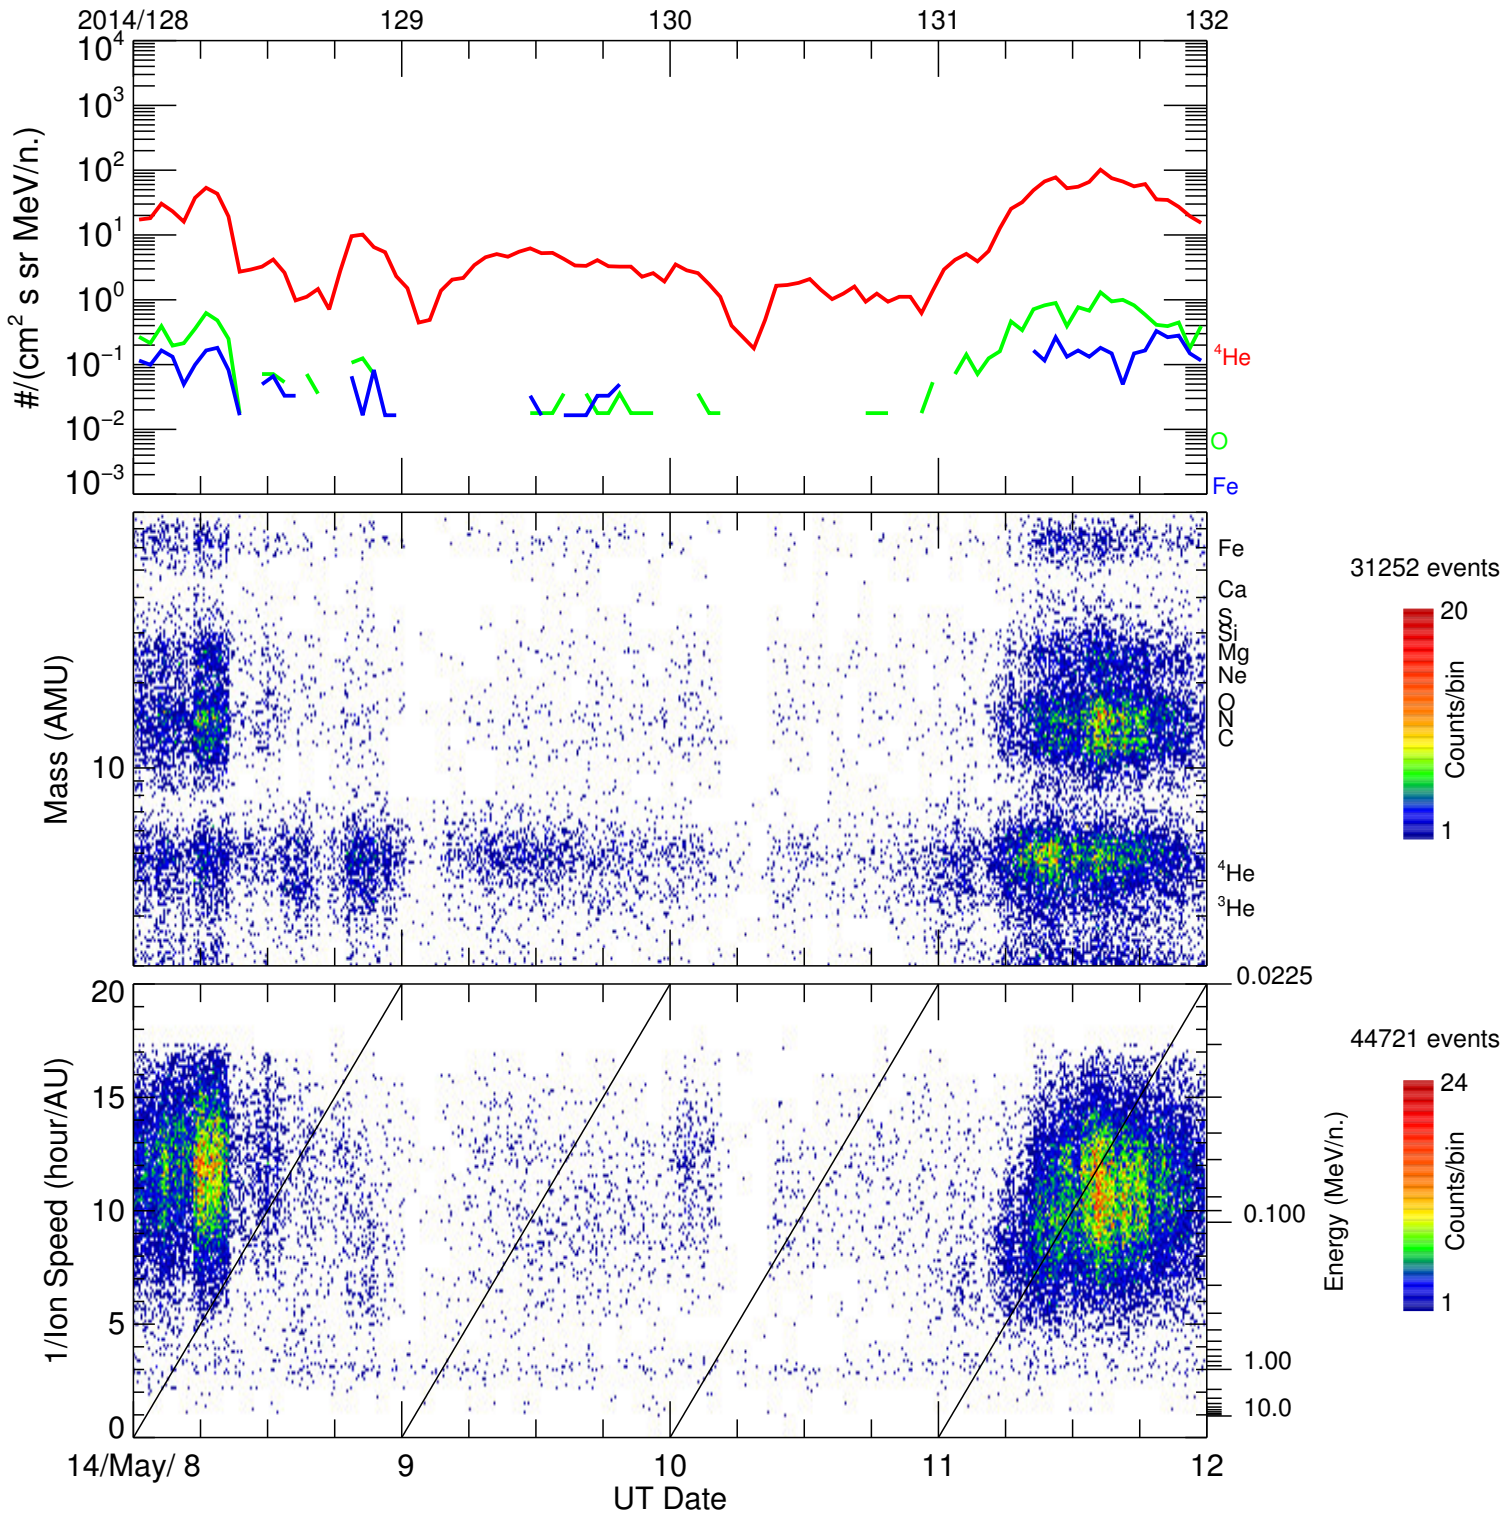 2014/128 129 130 131 132
10^4
10^3
10^2
10^1
10^0
10^−1
10^−2
10^−3
#/(cm^2 s sr MeV/n.)
^4He
O
Fe
Mass (AMU)
10
Fe
Ca
S
Si
Mg
Ne
O
N
C
^4He
^3He
31252 events
20
Counts/bin
1
1/Ion Speed (hour/AU)
20
15
10
5
0
0.0225
0.100
1.00
10.0
Energy (MeV/n.)
44721 events
24
Counts/bin
1
14/May/ 8 9 10 11 12
UT Date